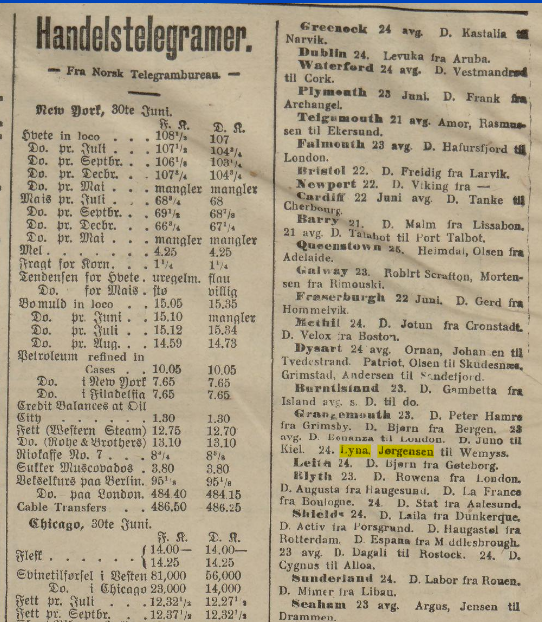 Handelstelegramer.
— Fra Norsk Telegrambureau. —
New York, 30te Juni.
F. K. D. K.
Hvete in loco . . . 108¹/₂ 107
Do. pr. Juli . . . 107¹/₂ 104³/₄
Do. pr. Septbr. . . 106¹/₈ 103¹/₄
Do. pr. Decbr. . . 107³/₄ 104³/₄
Do. pr. Mai . . . mangler mangler
Mais pr. Juli . . . 68³/₄ 68
Do. pr. Septbr. . . 69¹/₈ 68⁷/₈
Do. pr. Decbr. . . 66³/₄ 67¹/₄
Do. pr. Mai . . . mangler mangler
Mel . . . . . 4.25 4.25
Fragt for Korn. . . 1¹/₄ 1¹/₄
Tendensen for Hvete. uregelm. flau
Do. for Mais . sto villig
Bomuld in loco . . 15.05 15.35
Do. pr. Juni . . 15.10 mangler
Do. pr. Juli . . 15.12 15.34
Do. pr. Aug. . . 14.59 14.73
Petroleum refined in
Cases . . 10.05 10.05
Do. i New York 7.65 7.65
Do. i Filadelfia 7.65 7.65
Credit Balances at Oil
City . . . . 1.30 1.30
Fett (Western Steam) 12.75 12.70
Do. (Rohe & Brothers) 13.10 13.10
Riokaffe No. 7 . . 8³/₄ 8⁵/₈
Sukker Muscovados . 3.80 3.80
Vekselkurs paa Berlin. 95¹/₈ 95¹/₈
Do. paa London. 484.40 484.15
Cable Transfers . . 486.50 486.25
Chicago, 30te Juni.
F. K. D. K.
Flesk . . . . { 14.00— 14.00—
14.25 14.25
Svinetilførsel i Vesten 81,000 56,000
Do. i Chicago 23,000 14,000
Fett pr. Juli . . 12.32¹/₂ 12.27¹/₂
Fett pr. Septbr. . . 12.37¹/₂ 12.32¹/₂
Greenock 24 avg. D. Kastalia til
Narvik.
Dublin 24. Levuka fra Aruba.
Waterford 24 avg. D. Vestmandrød
til Cork.
Plymouth 23 Juni. D. Frank fra
Archangel.
Teigmouth 21 avg. Amor, Rasmus-
sen til Ekersund.
Falmouth 23 avg. D. Hafursfjord til
London.
Bristol 22. D. Freidig fra Larvik.
Newport 22. D. Viking fra —
Cardiff 22 Juni avg. D. Tanke til
Cherbourg.
Barry 21. D. Malm fra Lissabon.
21 avg. D. Talabot til Port Talbot.
Queenstown 25. Heimdal, Olsen fra
Adelaide.
Galway 23. Robirt Scrafton, Morten-
sen fra Rimouski.
Fraserburgh 22 Juni. D. Gerd fra
Hommelvik.
Methil 24. D. Jotun fra Cronstadt.
D. Velox fra Boston.
Dysart 24 avg. Ornan, Johan en til
Tvedestrand. Patriot, Olsen til Skudesnæs,
Grimstad, Andersen til Sandefjord.
Burntisland 23. D. Gambetta fra
Island avg. s. D. til do.
Grangemouth 23. D. Peter Hamre
fra Grimsby. D. Bjørn fra Bergen. 23
avg. D. Bonanza til London. D. Juno til
Kiel. 24. Lyna, Jørgensen til Wemyss.
Leith 24. D. Bjørn fra Gøteborg.
Blyth 23. D. Rowena fra London.
D. Augusta fra Haugesund. D. La France
fra Boulogne. 24. D. Stat fra Aalesund.
Shields 24. D. Laila fra Dunkerque.
D. Activ fra Porsgrund. D. Haugastøl fra
Rotterdam. D. Espana fra Middlesbrough.
23 avg. D. Dagali til Rostock. 24. D.
Cygnus til Alloa.
Sunderland 24. D. Labor fra Rouen.
D. Mimer fra Libau.
Seaham 23 avg. Argus, Jensen til
Drammen.